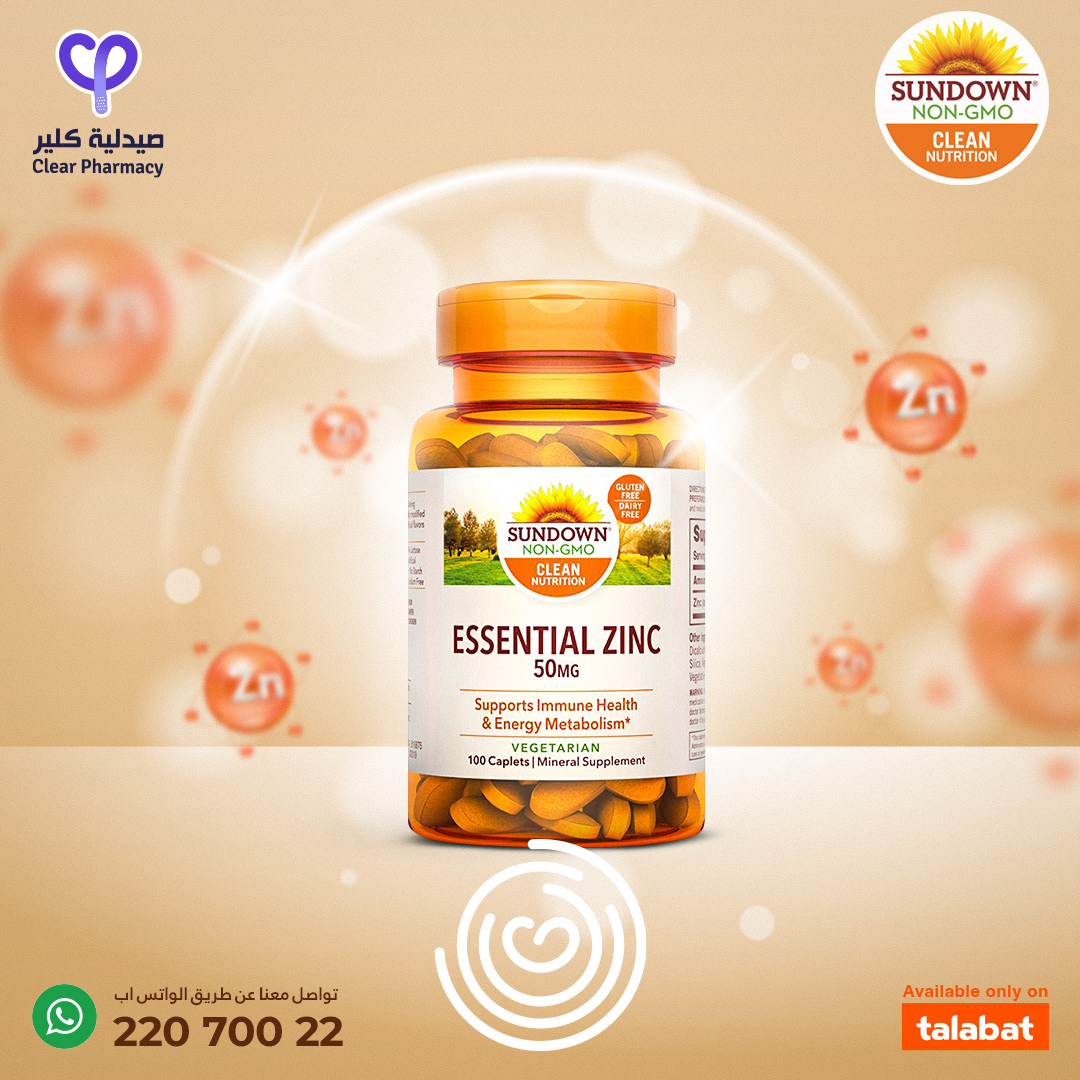 صيدلية كلير
Clear Pharmacy
SUNDOWN®
NON-GMO
CLEAN
NUTRITION
Zn
Zn
Zn
Zn
Zn
GLUTEN
FREE
DAIRY
FREE
SUNDOWN®
NON-GMO
CLEAN
NUTRITION
ESSENTIAL ZINC
50MG
Supports Immune Health
& Energy Metabolism*
VEGETARIAN
100 Caplets | Mineral Supplement
تواصل معنا عن طريق الواتس اب
220 700 22
Available only on
talabat